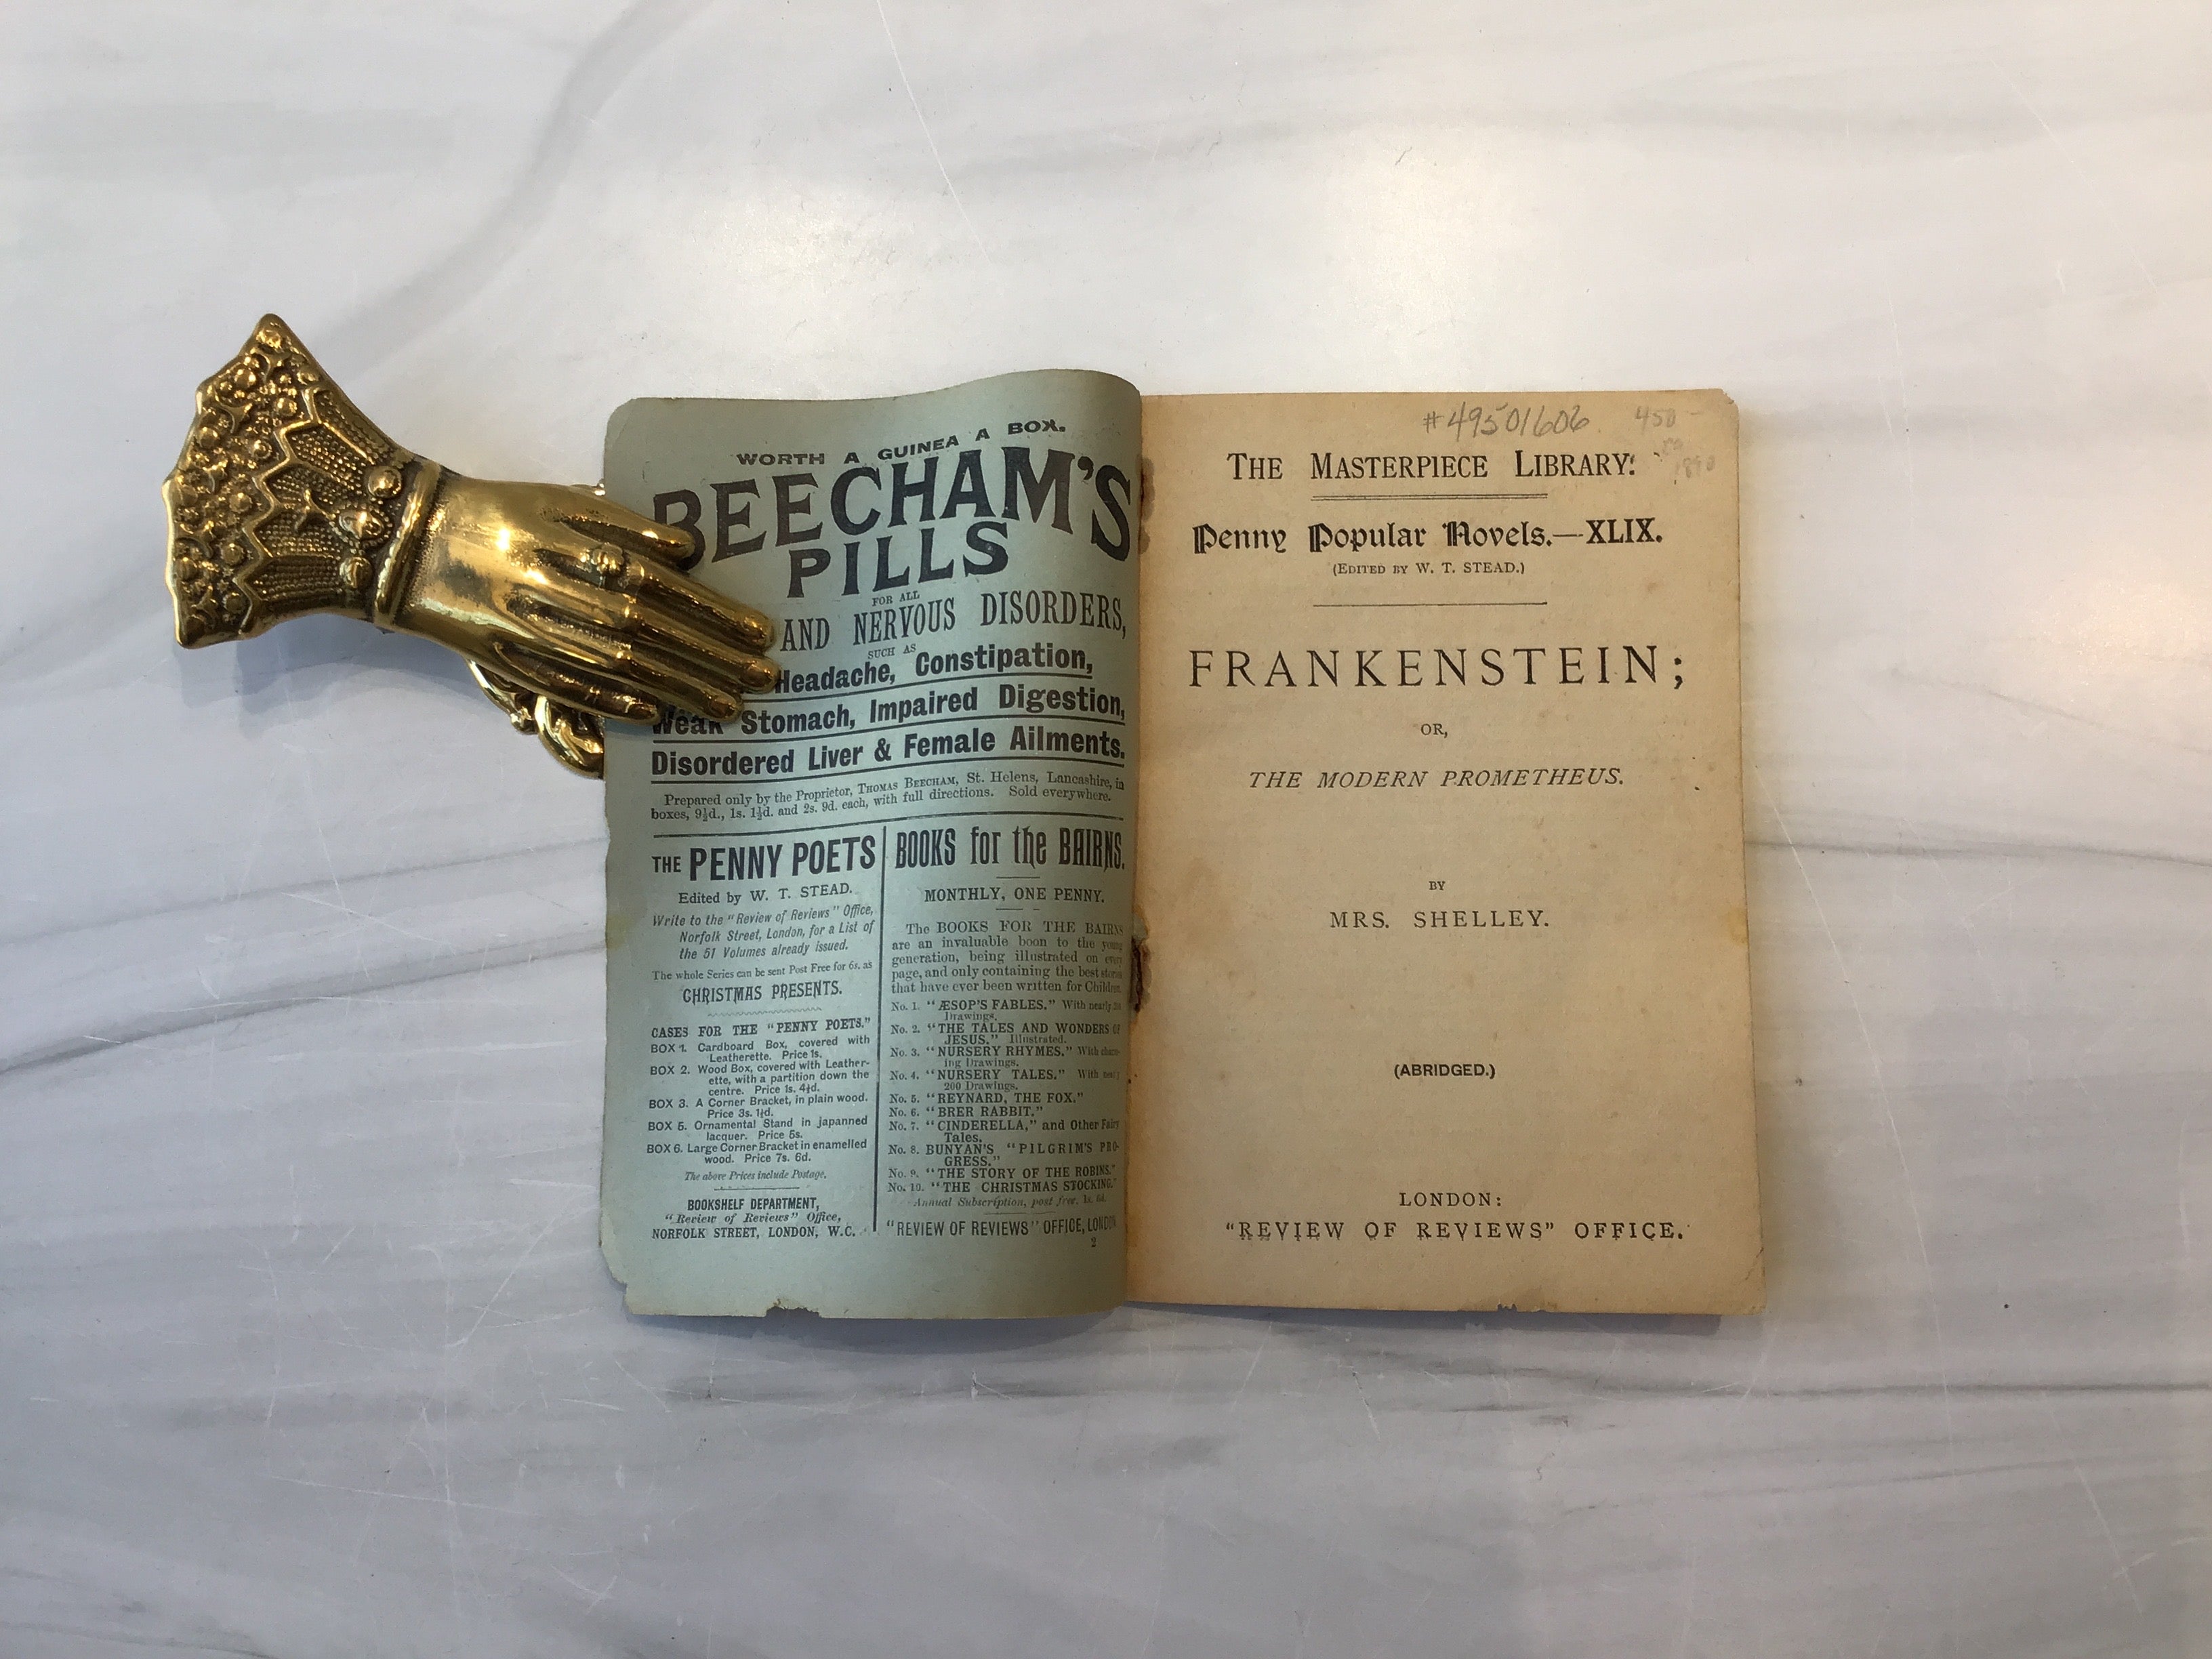 WORTH A GUINEA A BOX.
BEECHAM'S
PILLS
FOR ALL
AND NERVOUS DISORDERS,
SUCH AS
Headache, Constipation,
Weak Stomach, Impaired Digestion,
Disordered Liver & Female Ailments.
Prepared only by the Proprietor, THOMAS BEECHAM, St. Helens, Lancashire, in
boxes, 9½d., 1s. 1½d. and 2s. 9d. each, with full directions. Sold everywhere.
THE PENNY POETS
Edited by W. T. STEAD.
Write to the "Review of Reviews" Office,
Norfolk Street, London, for a List of
the 51 Volumes already issued.
The whole Series can be sent Post Free for 6s. as
CHRISTMAS PRESENTS.
CASES FOR THE "PENNY POETS."
BOX 1. Cardboard Box, covered with
Leatherette. Price 1s.
BOX 2. Wood Box, covered with Leather-
ette, with a partition down the
centre. Price 1s. 4½d.
BOX 3. A Corner Bracket, in plain wood.
Price 3s. 1½d.
BOX 5. Ornamental Stand in japanned
lacquer. Price 5s.
BOX 6. Large Corner Bracket in enamelled
wood. Price 7s. 6d.
The above Prices include Postage.
BOOKSHELF DEPARTMENT,
"Review of Reviews" Office,
NORFOLK STREET, LONDON, W.C.
BOOKS for the BAIRNS.
MONTHLY, ONE PENNY.
The BOOKS FOR THE BAIRNS
are an invaluable boon to the young
generation, being illustrated on every
page, and only containing the best stories
that have ever been written for Children.
No. 1. "ÆSOP'S FABLES." With nearly
Drawings.
No. 2. "THE TALES AND WONDERS OF
JESUS." Illustrated.
No. 3. "NURSERY RHYMES." With charm-
ing Drawings.
No. 4. "NURSERY TALES." With nearly
200 Drawings.
No. 5. "REYNARD, THE FOX."
No. 6. "BRER RABBIT."
No. 7. "CINDERELLA," and Other Fairy
Tales.
No. 8. BUNYAN'S "PILGRIM'S PRO-
GRESS."
No. 9. "THE STORY OF THE ROBINS."
No. 10. "THE CHRISTMAS STOCKING."
Annual Subscription, post free,
"REVIEW OF REVIEWS" OFFICE, LONDON
2
#49501606 450-
THE MASTERPIECE LIBRARY.
Penny Popular Novels.—XLIX.
(EDITED BY W. T. STEAD.)
FRANKENSTEIN;
OR,
THE MODERN PROMETHEUS.
BY
MRS. SHELLEY.
(ABRIDGED.)
LONDON:
"REVIEW OF REVIEWS" OFFICE.